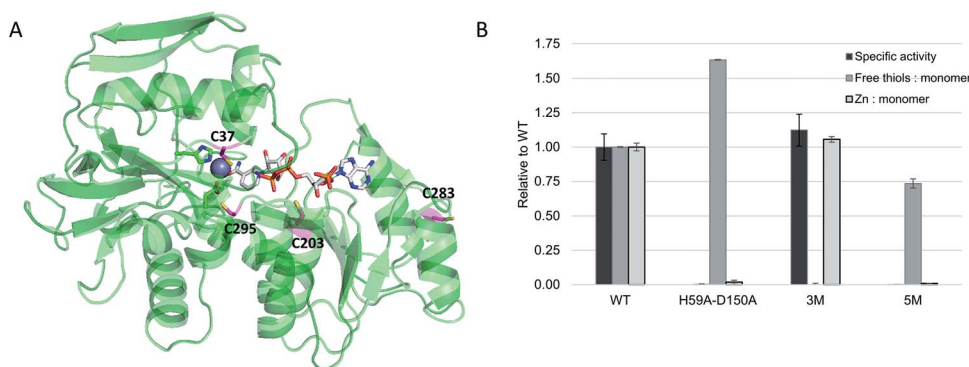 A
C37
C283
C295
C203
B
Relative to WT
1.75
1.50
1.25
1.00
0.75
0.50
0.25
0.00
Specific activity
Free thiols : monomer
Zn : monomer
WT
H59A-D150A
3M
5M